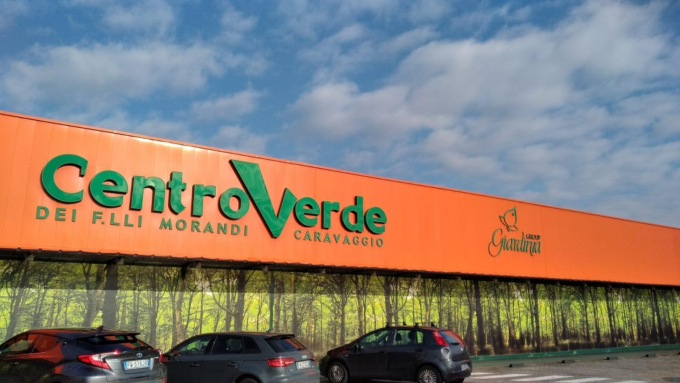 CentroVerde
DEI F.LLI MORANDI CARAVAGGIO
Giardinia
GROUP